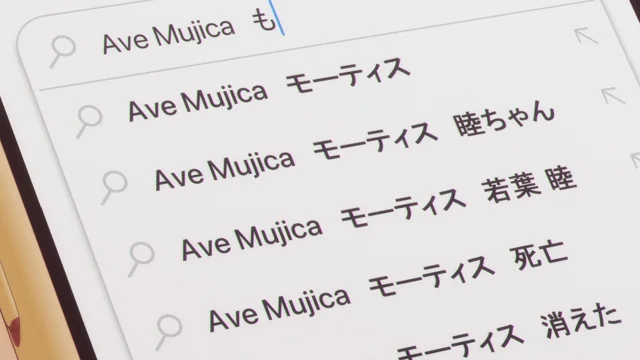 Ave Mujica も
Ave Mujica モーティス
Ave Mujica モーティス 睦ちゃん
Ave Mujica モーティス 若葉 睦
Ave Mujica モーティス 死亡
モーティス 消えた